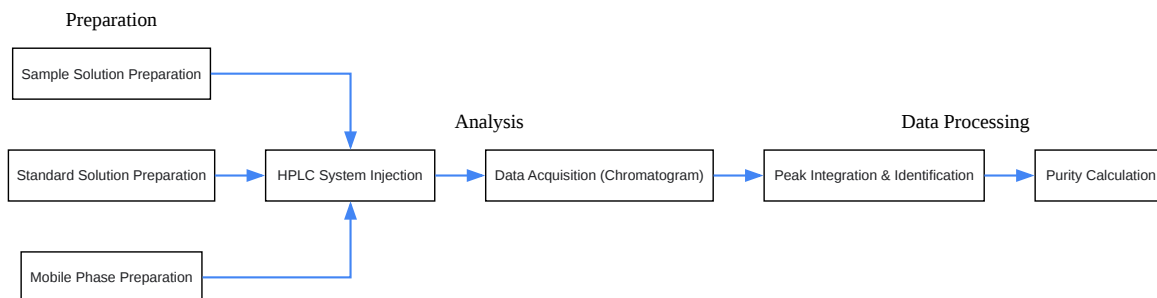 Preparation
Sample Solution Preparation
Analysis
Data Processing
Standard Solution Preparation
HPLC System Injection
Data Acquisition (Chromatogram)
Peak Integration & Identification
Purity Calculation
Mobile Phase Preparation